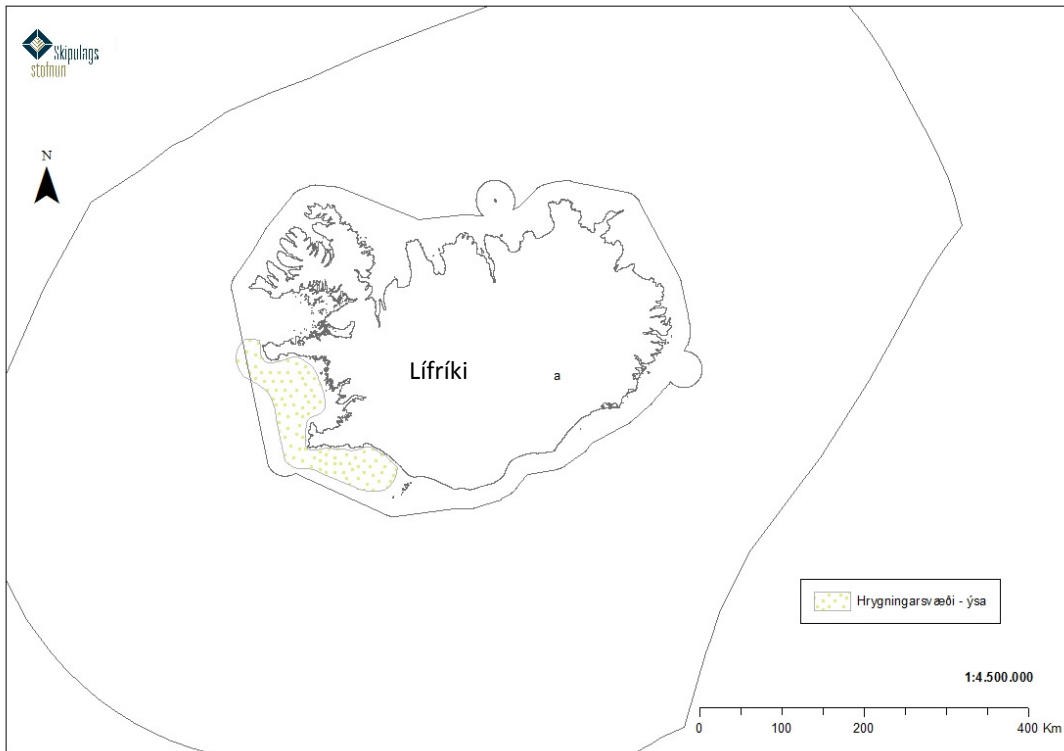 Skipulags
stofnun
N
Lífríki
a
Hrygningarsvæði - ýsa
1:4.500.000
0 100 200 400 Km